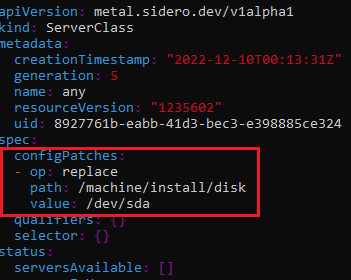 apiVersion: metal.sidero.dev/v1alpha1
kind: ServerClass
metadata:
  creationTimestamp: "2022-12-10T00:13:31Z"
  generation: 5
  name: any
  resourceVersion: "1235602"
  uid: 8927761b-eabb-41d3-bec3-e398885ce324
spec:
  configPatches:
  - op: replace
    path: /machine/install/disk
    value: /dev/sda
  qualifiers: {}
  selector: {}
status:
  serversAvailable: []